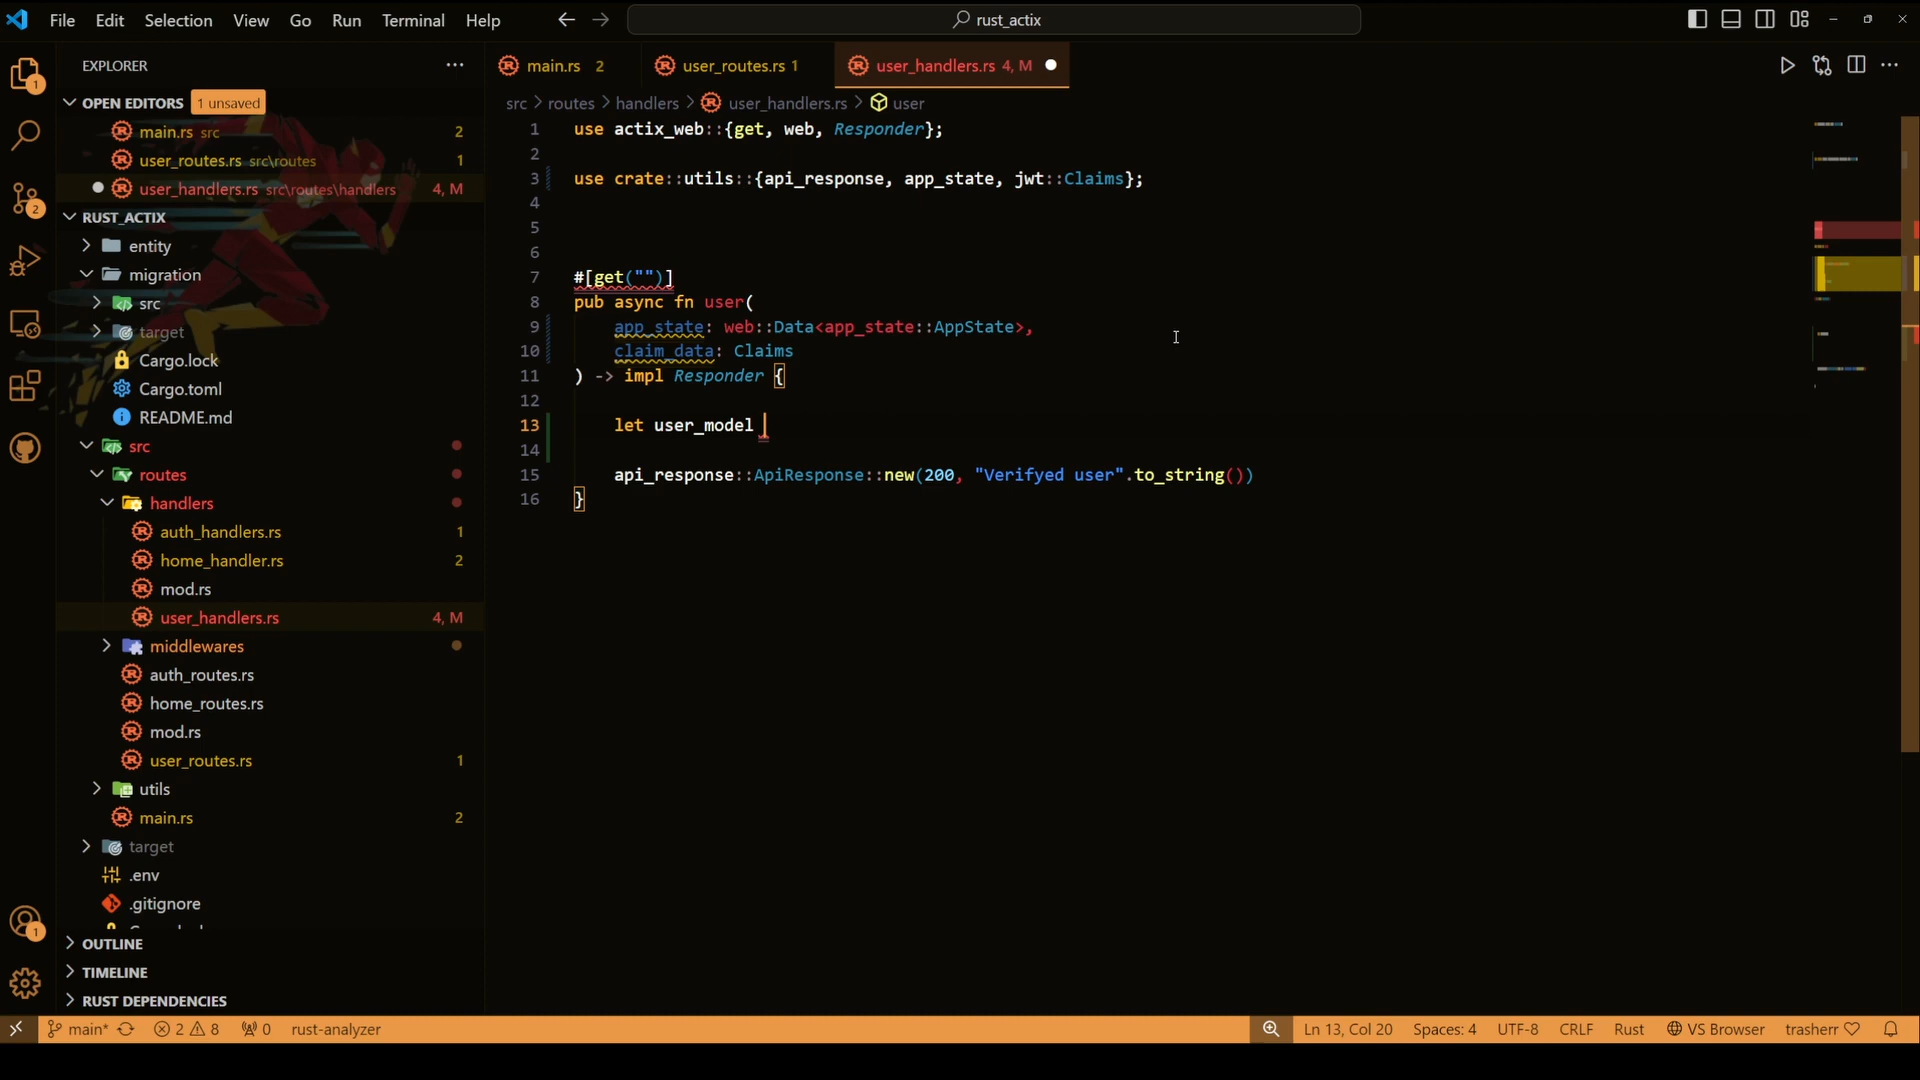 File Edit Selection View Go Run Terminal Help
rust_actix
EXPLORER
OPEN EDITORS 1 unsaved
main.rs src 2
user_routes.rs src\routes 1
user_handlers.rs src\routes\handlers 4, M
RUST_ACTIX
entity
migration
src
target
Cargo.lock
Cargo.toml
README.md
src
routes
handlers
auth_handlers.rs 1
home_handler.rs 2
mod.rs
user_handlers.rs 4, M
middlewares
auth_routes.rs
home_routes.rs
mod.rs
user_routes.rs 1
utils
main.rs 2
target
.env
.gitignore
OUTLINE
TIMELINE
RUST DEPENDENCIES
main.rs 2 user_routes.rs 1 user_handlers.rs 4, M
src > routes > handlers > user_handlers.rs > user
1 use actix_web::{get, web, Responder};
2
3 use crate::utils::{api_response, app_state, jwt::Claims};
4
5
6
7 #[get("")]
8 pub async fn user(
9 app_state: web::Data<app_state::AppState>,
10 claim_data: Claims
11 ) -> impl Responder {
12
13 let user_model
14
15 api_response::ApiResponse::new(200, "Verifyed user".to_string())
16 }
1
2
1
main* 2 8 0 rust-analyzer
Ln 13, Col 20 Spaces: 4 UTF-8 CRLF Rust VS Browser trasherr